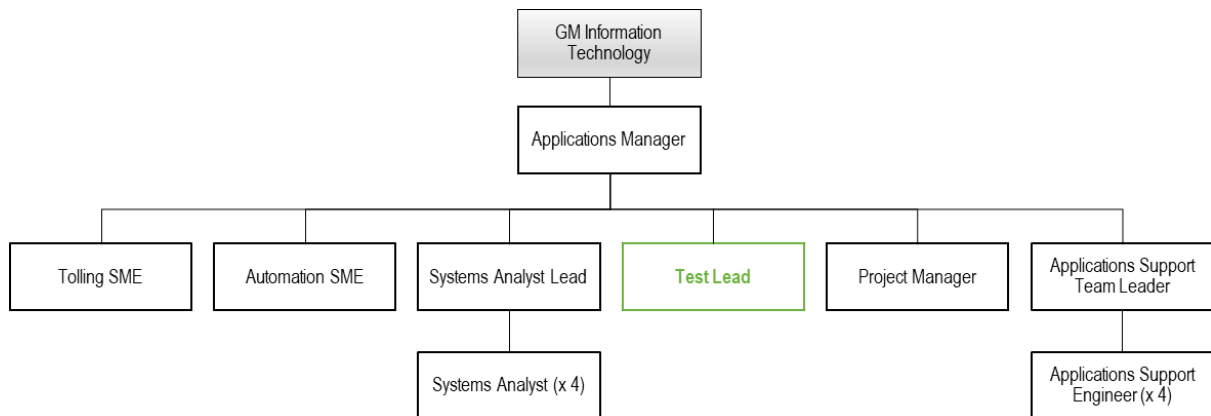 GM Information
Technology
Applications Manager
Tolling SME
Automation SME
Systems Analyst Lead
Test Lead
Project Manager
Applications Support
Team Leader
Systems Analyst (x 4)
Applications Support
Engineer (x 4)